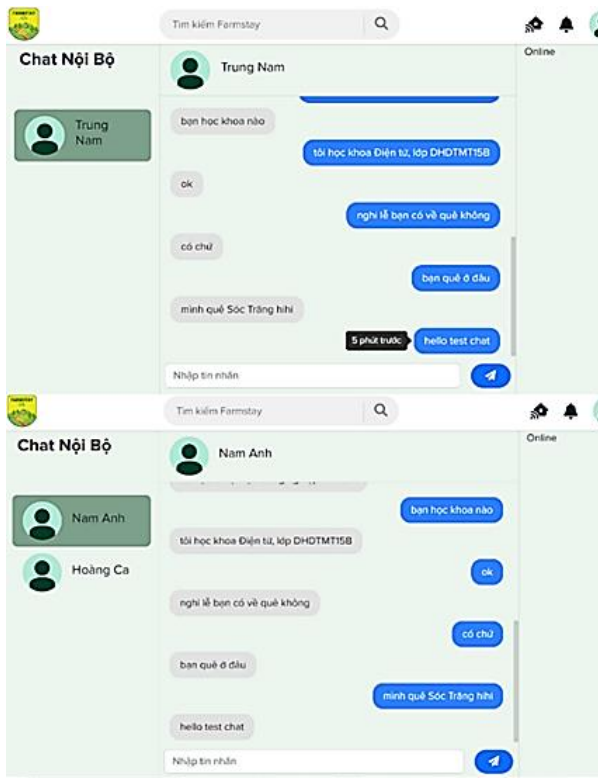 FARMSTAY
Tìm kiếm Farmstay
Chat Nội Bộ
Trung Nam
Online
Trung
Nam
bạn học khoa nào
tôi học khoa Điện tử, lớp DHDTMT15B
ok
nghỉ lễ bạn có về quê không
có chứ
bạn quê ở đâu
mình quê Sóc Trăng hihi
5 phút trước
hello test chat
Nhập tin nhắn
FARMSTAY
Tìm kiếm Farmstay
Chat Nội Bộ
Nam Anh
Online
Nam Anh
Hoàng Ca
bạn học khoa nào
tôi học khoa Điện tử, lớp DHDTMT15B
ok
nghỉ lễ bạn có về quê không
có chứ
bạn quê ở đâu
mình quê Sóc Trăng hihi
hello test chat
Nhập tin nhắn